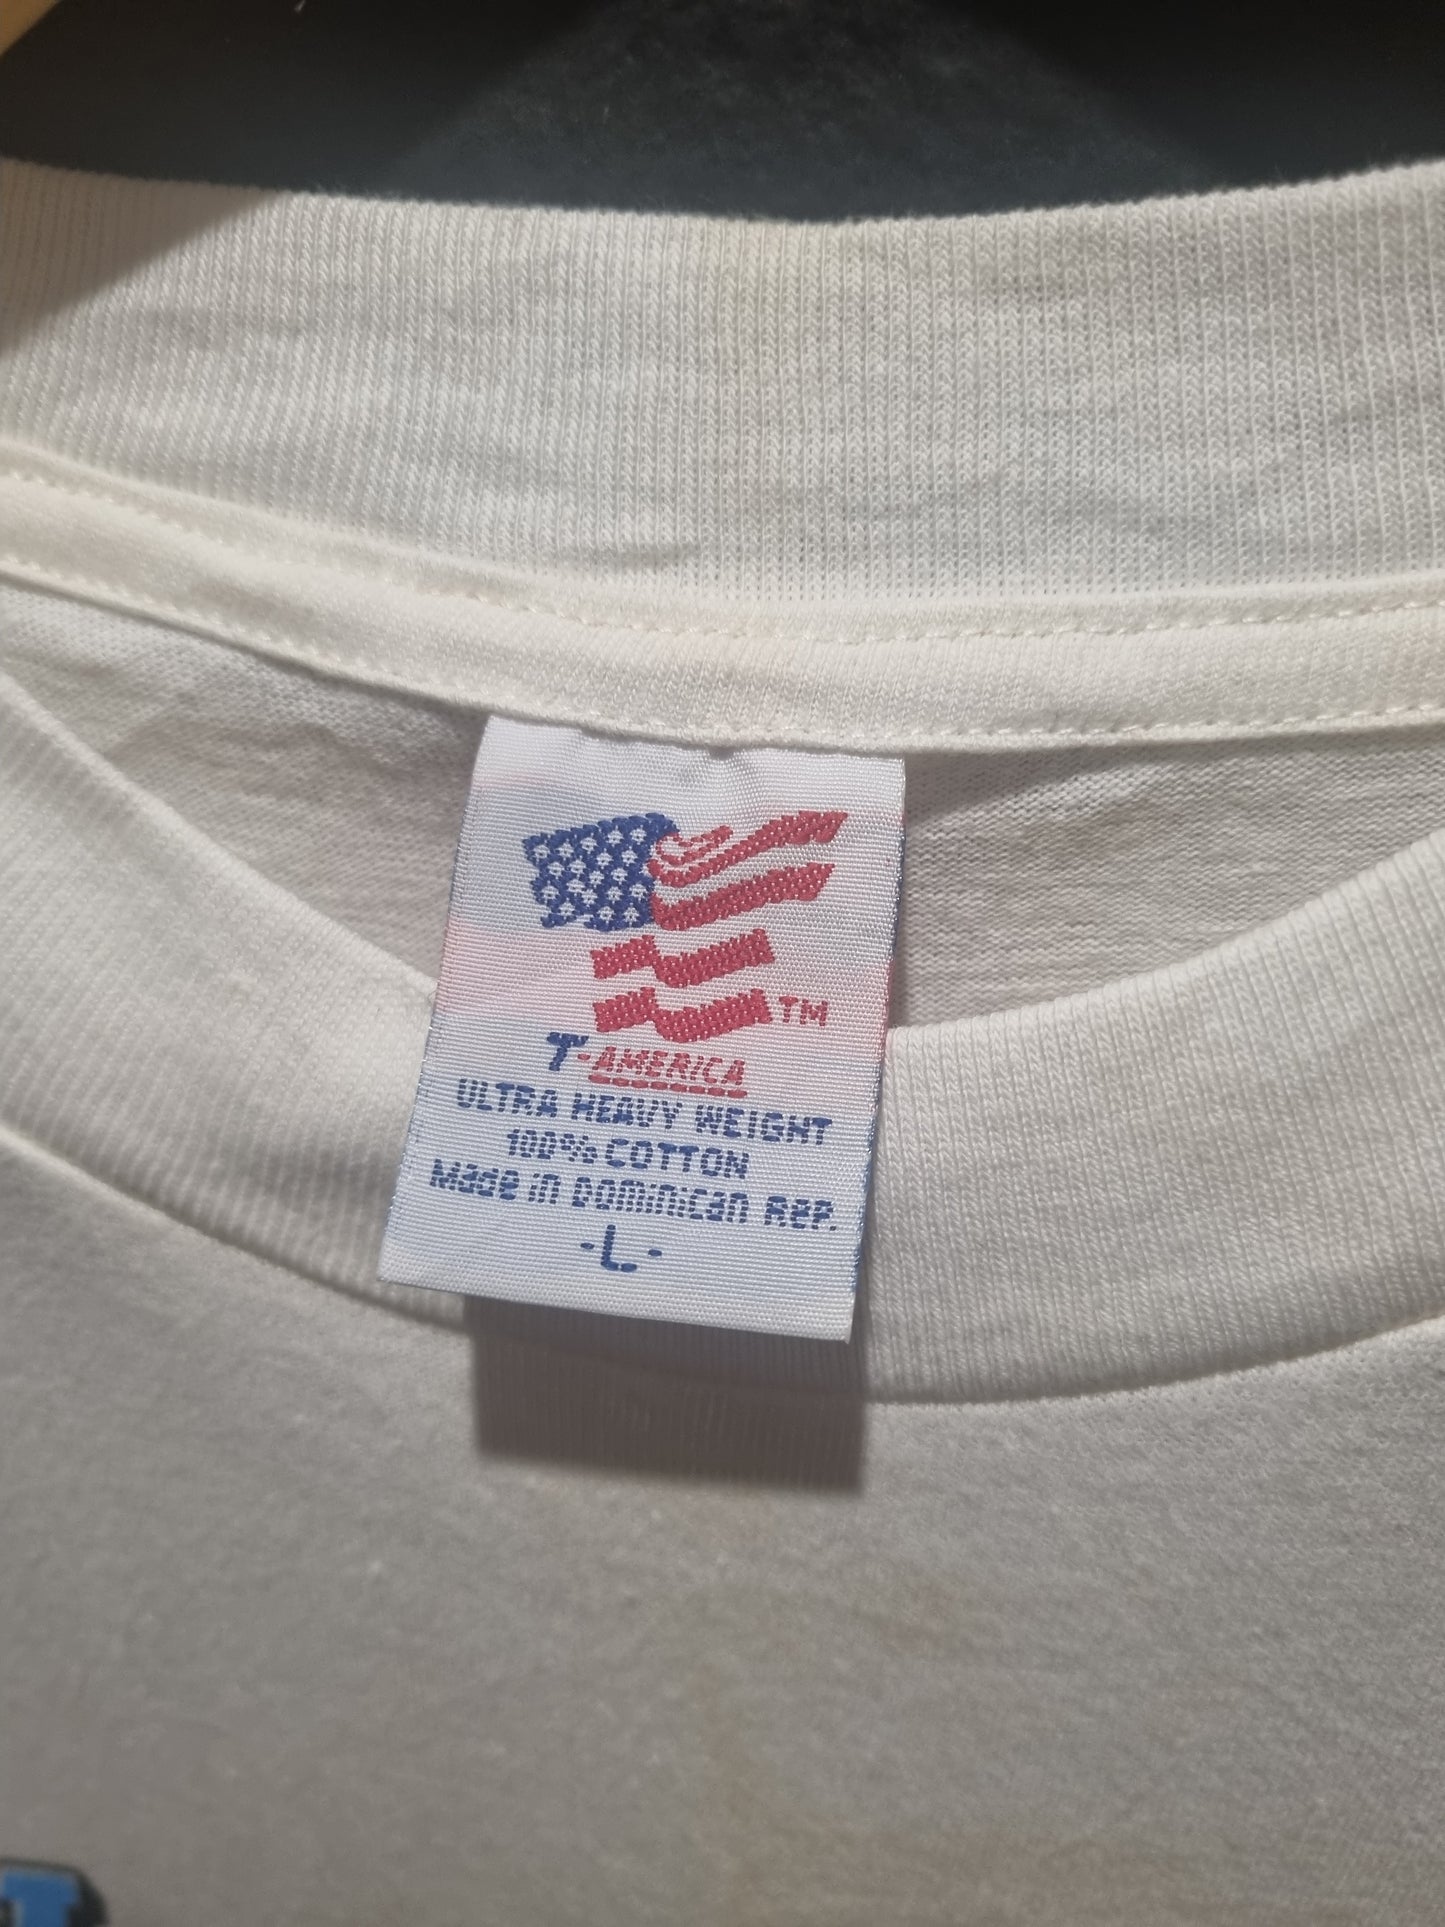 TM
T-AMERICA
ULTRA HEAVY WEIGHT
100% COTTON
Made in Dominican Rep.
-L-